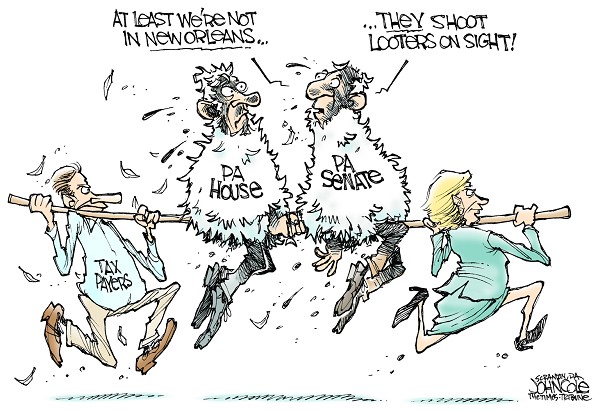 AT LEAST WE'RE NOT
IN NEW ORLEANS...
...THEY SHOOT
LOOTERS ON SIGHT!
PA
HOUSE
PA
SENATE
TAX
PAYERS
SCRANTON, PA
JOHN COLE
THE TIMES-TRIBUNE